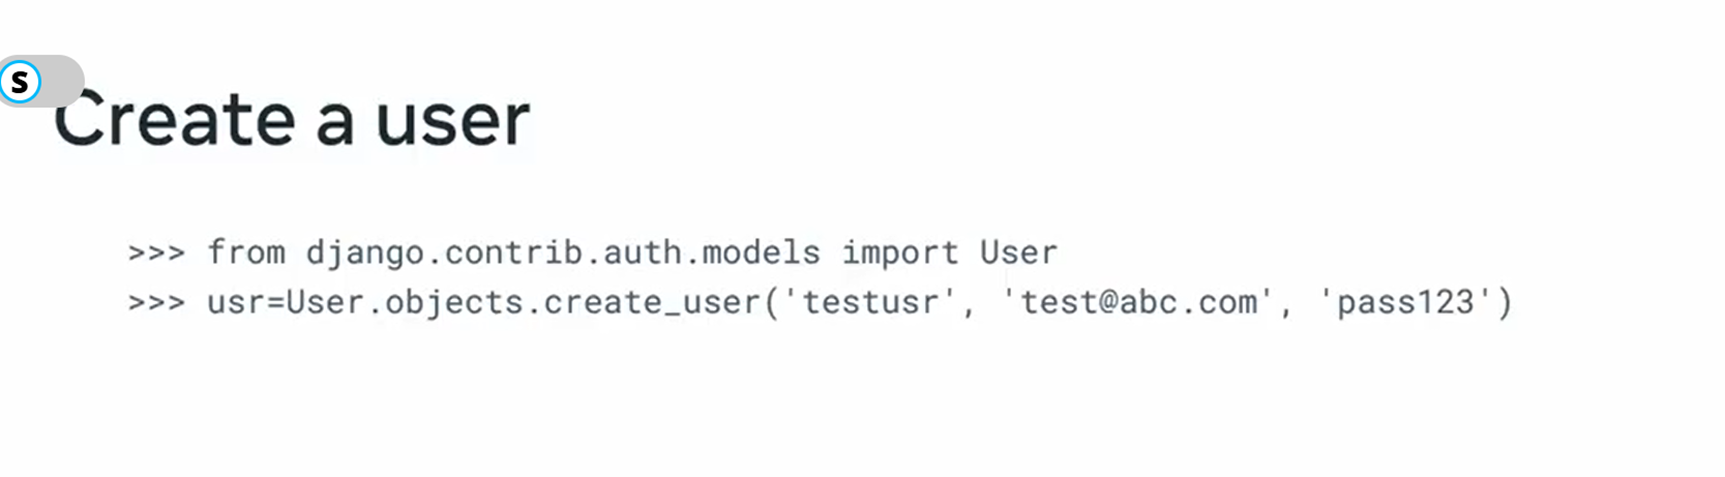 S
Create a user
>>> from django.contrib.auth.models import User
>>> usr=User.objects.create_user('testusr', 'test@abc.com', 'pass123')